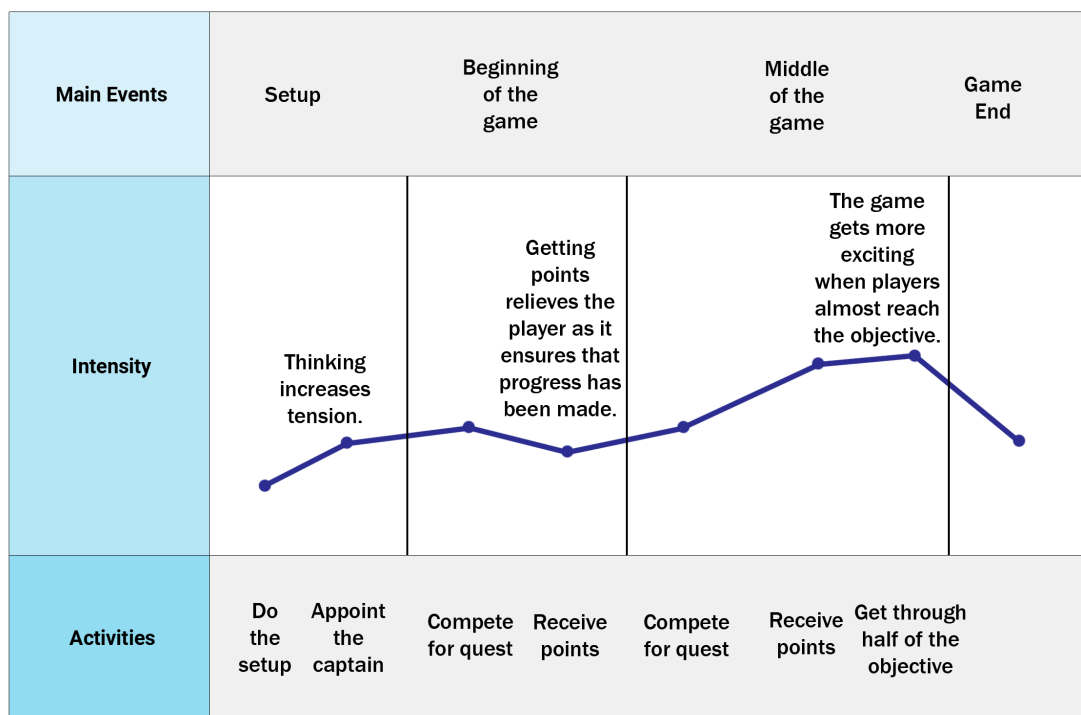 Main Events
Setup
Beginning
of the
game
Middle
of the
game
Game
End
Intensity
Thinking
increases
tension.
Getting
points
relieves the
player as it
ensures that
progress has
been made.
The game
gets more
exciting
when players
almost reach
the objective.
Activities
Do
the
setup
Appoint
the
captain
Compete
for quest
Receive
points
Compete
for quest
Receive
points
Get through
half of the
objective